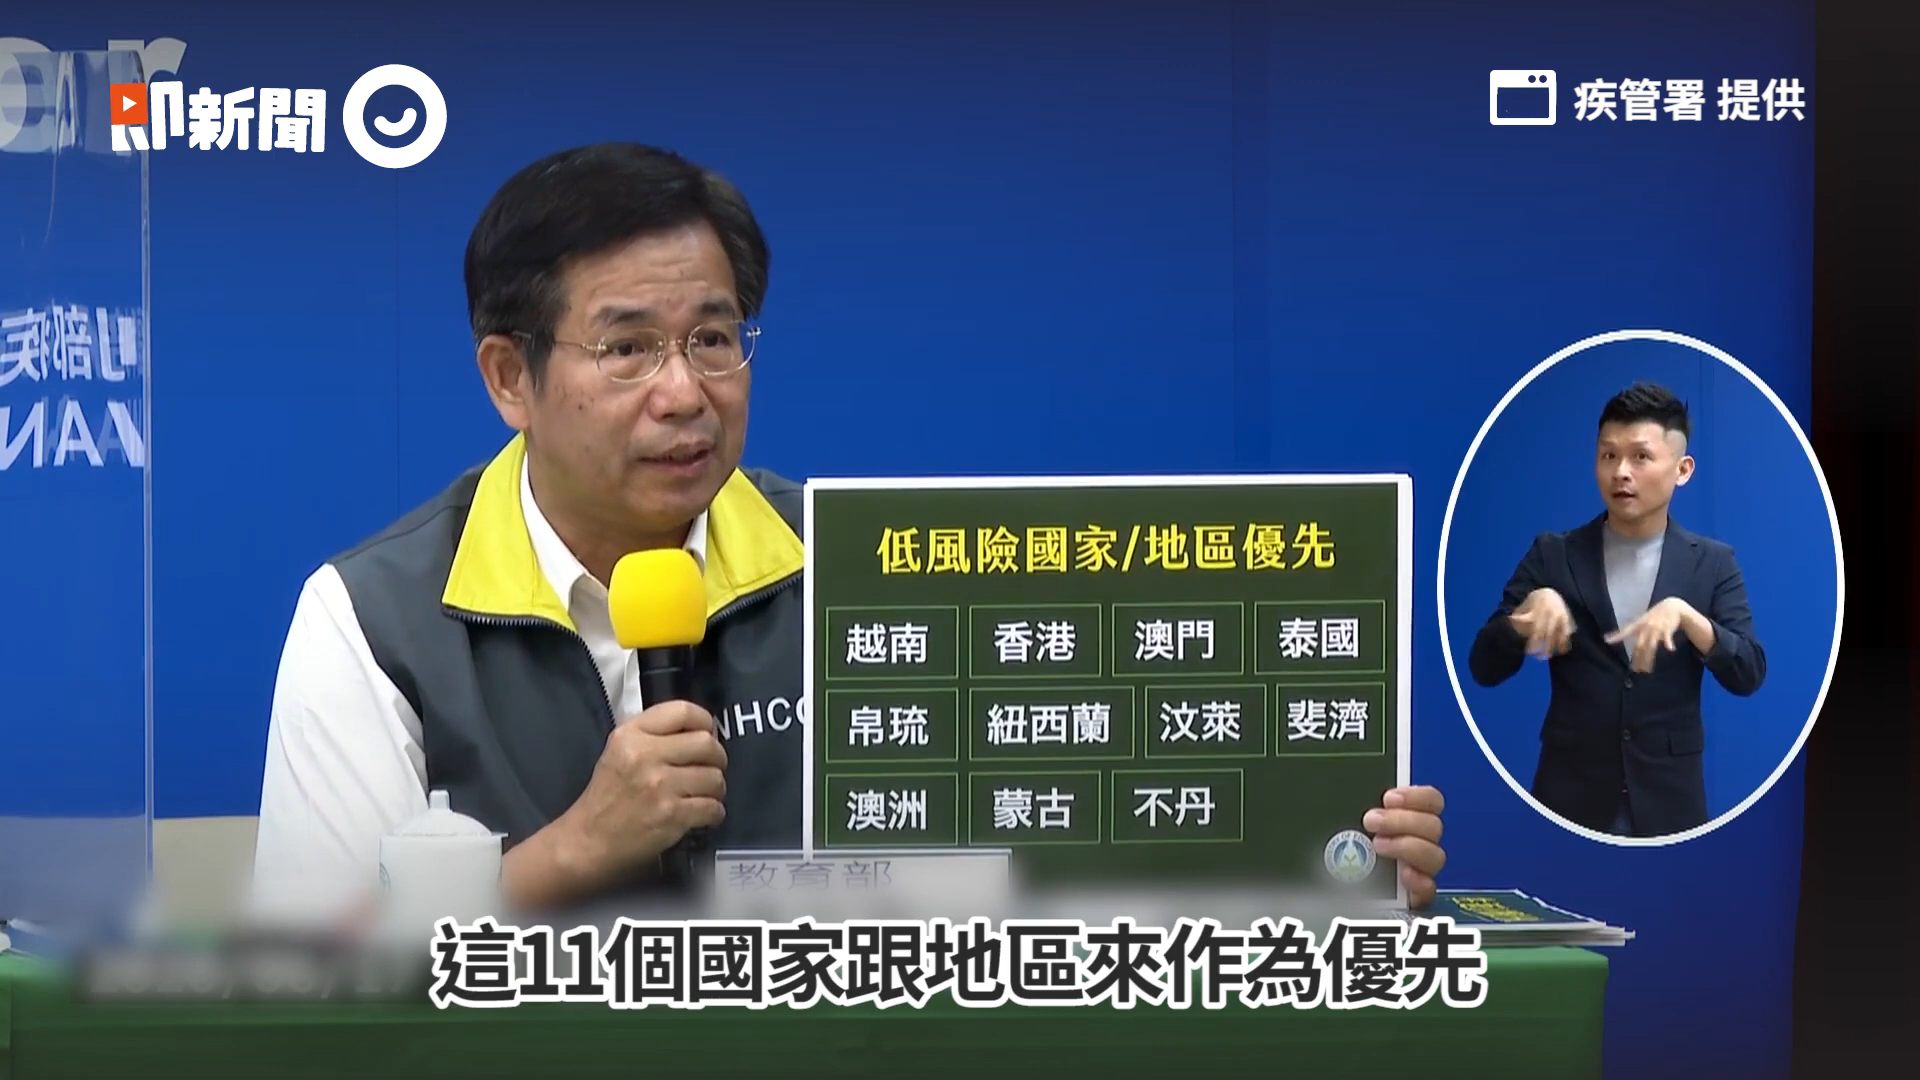 即新聞
疾管署 提供
NHC
低風險國家/地區優先
越南 香港 澳門 泰國
帛琉 紐西蘭 汶萊 斐濟
澳洲 蒙古 不丹
教育部
這11個國家跟地區來作為優先